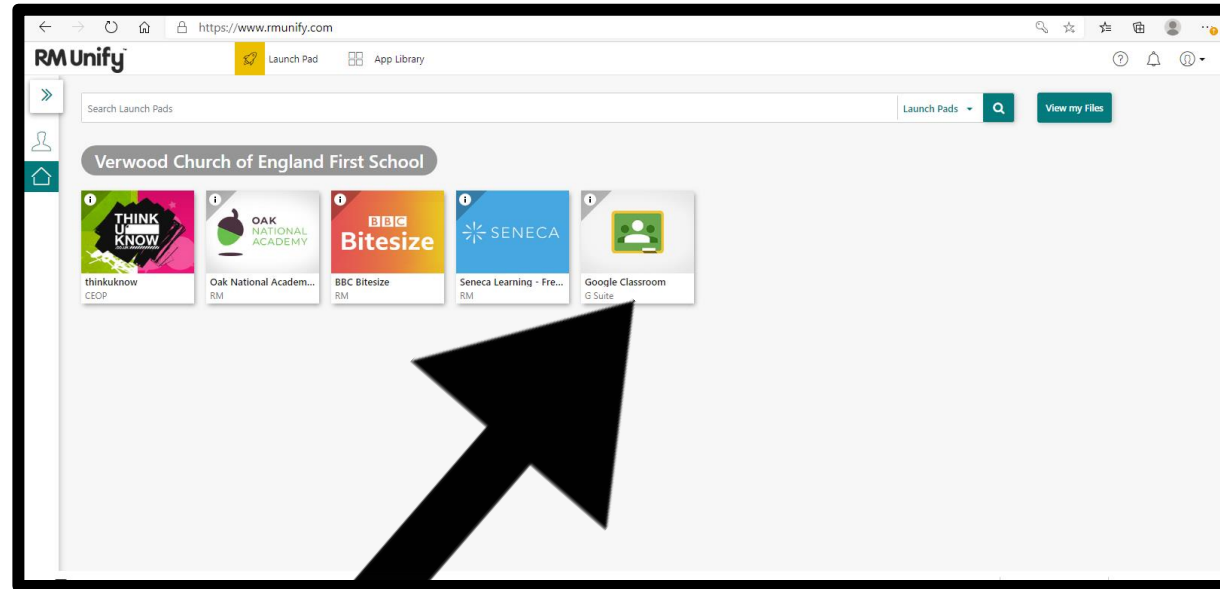 https://www.rmunify.com
RM Unify
Launch Pad
App Library
Search Launch Pads
Launch Pads
View my Files
Verwood Church of England First School
THINK
U
KNOW
.co.uk
OAK
NATIONAL
ACADEMY
BBC
Bitesize
SENECA
thinkuknow
CEOP
Oak National Academ...
RM
BBC Bitesize
RM
Seneca Learning - Fre...
RM
Google Classroom
G Suite